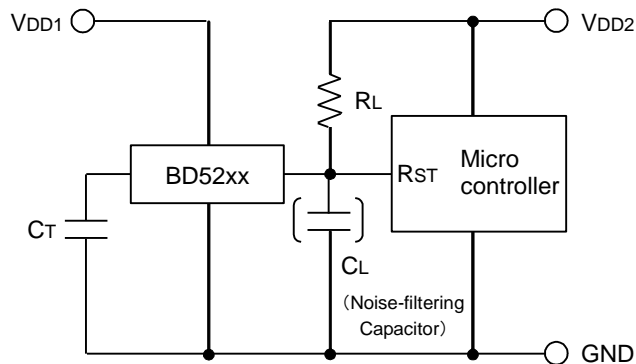 VDD1
VDD2
RL
BD52xx
RST
Micro
controller
CT
CL
(Noise-filtering
Capacitor)
GND